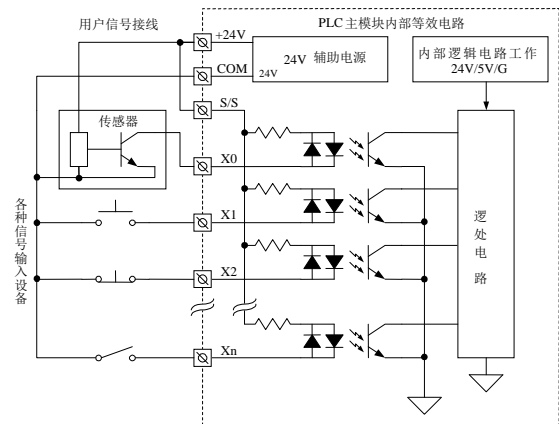 用户信号接线
PLC主模块内部等效电路
+24V
24V 辅助电源
内部逻辑电路工作
24V/5V/G
COM
24V
S/S
传感器
X0
X1
X2
Xn
各种信号输入设备
逻处电路